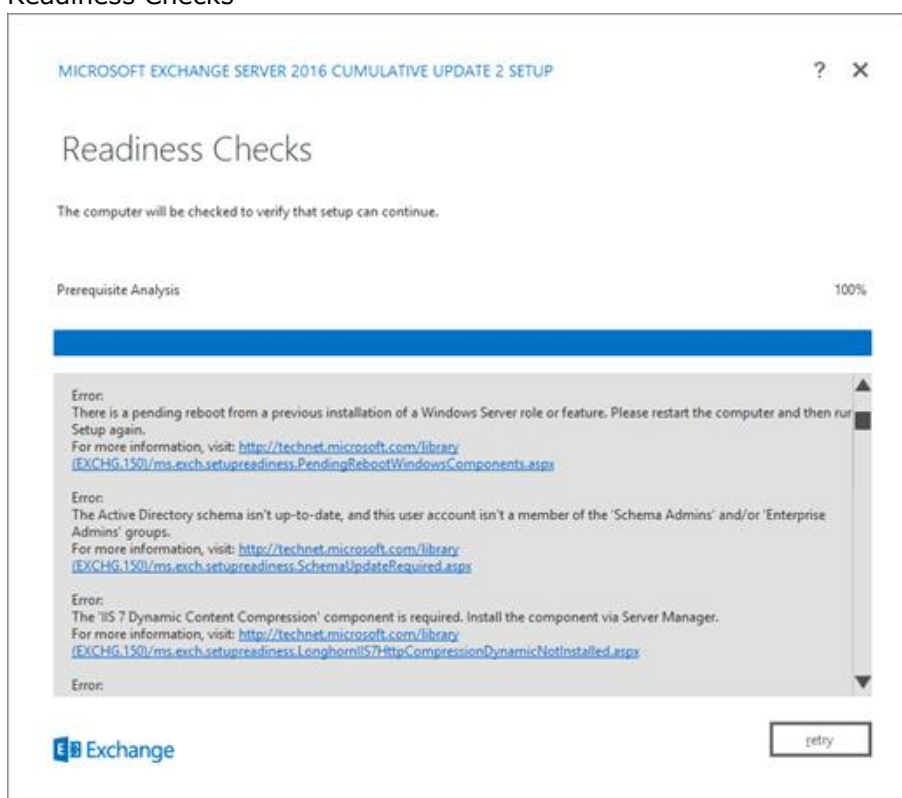 Readiness Checks
MICROSOFT EXCHANGE SERVER 2016 CUMULATIVE UPDATE 2 SETUP ? ✕
Readiness Checks
The computer will be checked to verify that setup can continue.
Prerequisite Analysis 100%
Error:
There is a pending reboot from a previous installation of a Windows Server role or feature. Please restart the computer and then run
Setup again.
For more information, visit: http://technet.microsoft.com/library
(EXCHG.150)/ms.exch.setupreadiness.PendingRebootWindowsComponents.aspx
Error:
The Active Directory schema isn't up-to-date, and this user account isn't a member of the 'Schema Admins' and/or 'Enterprise
Admins' groups.
For more information, visit: http://technet.microsoft.com/library
(EXCHG.150)/ms.exch.setupreadiness.SchemaUpdateRequired.aspx
Error:
The 'IIS 7 Dynamic Content Compression' component is required. Install the component via Server Manager.
For more information, visit: http://technet.microsoft.com/library
(EXCHG.150)/ms.exch.setupreadiness.LonghornIIS7HttpCompressionDynamicNotInstalled.aspx
Error:
Exchange
retry